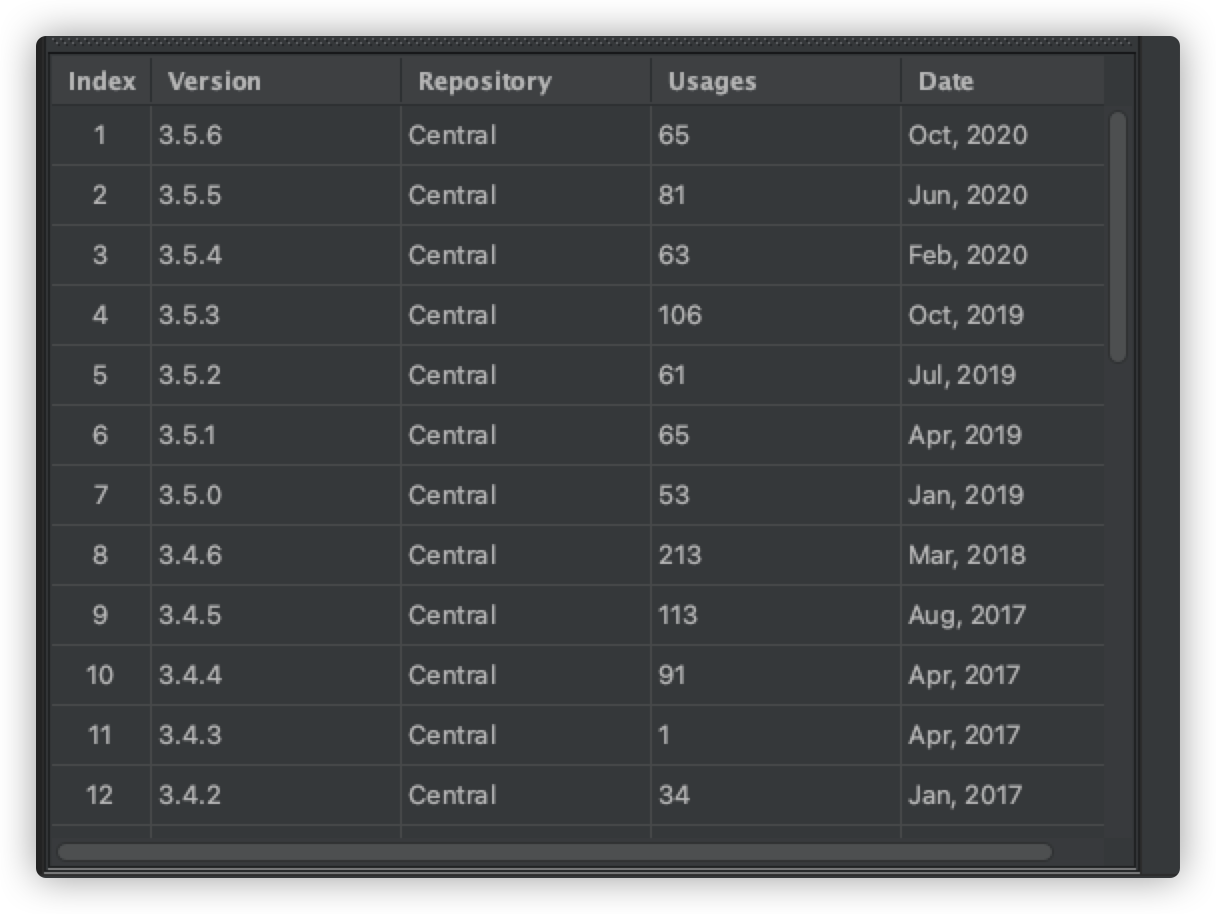 Index Version Repository Usages Date
1 3.5.6 Central 65 Oct, 2020
2 3.5.5 Central 81 Jun, 2020
3 3.5.4 Central 63 Feb, 2020
4 3.5.3 Central 106 Oct, 2019
5 3.5.2 Central 61 Jul, 2019
6 3.5.1 Central 65 Apr, 2019
7 3.5.0 Central 53 Jan, 2019
8 3.4.6 Central 213 Mar, 2018
9 3.4.5 Central 113 Aug, 2017
10 3.4.4 Central 91 Apr, 2017
11 3.4.3 Central 1 Apr, 2017
12 3.4.2 Central 34 Jan, 2017